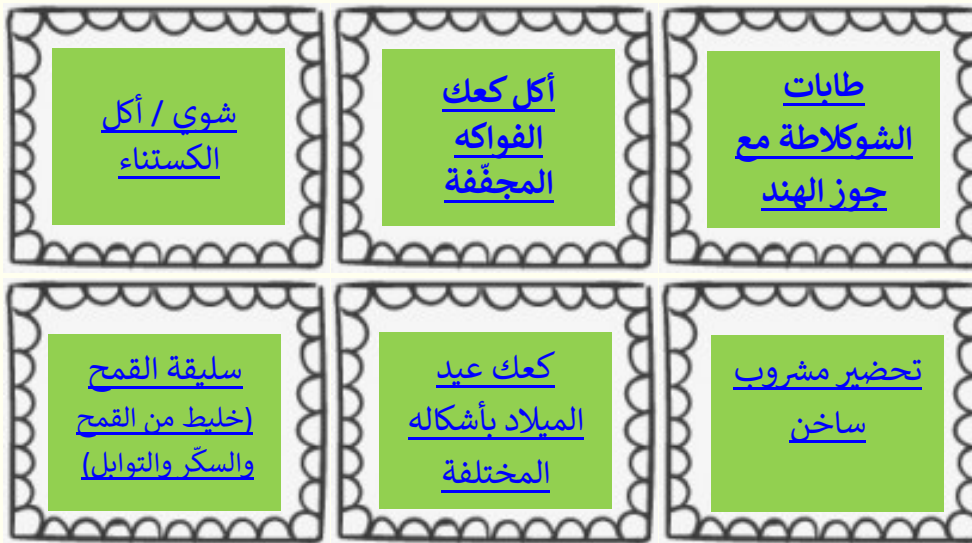 طابات
الشوكلاطة مع
جوز الهند
أكل كعك
الفواكه
المجفّفة
شوي / أكل
الكستناء
تحضير مشروب
ساخن
كعك عيد
الميلاد بأشكاله
المختلفة
سليقة القمح
(خليط من القمح
والسكّر والتوابل)